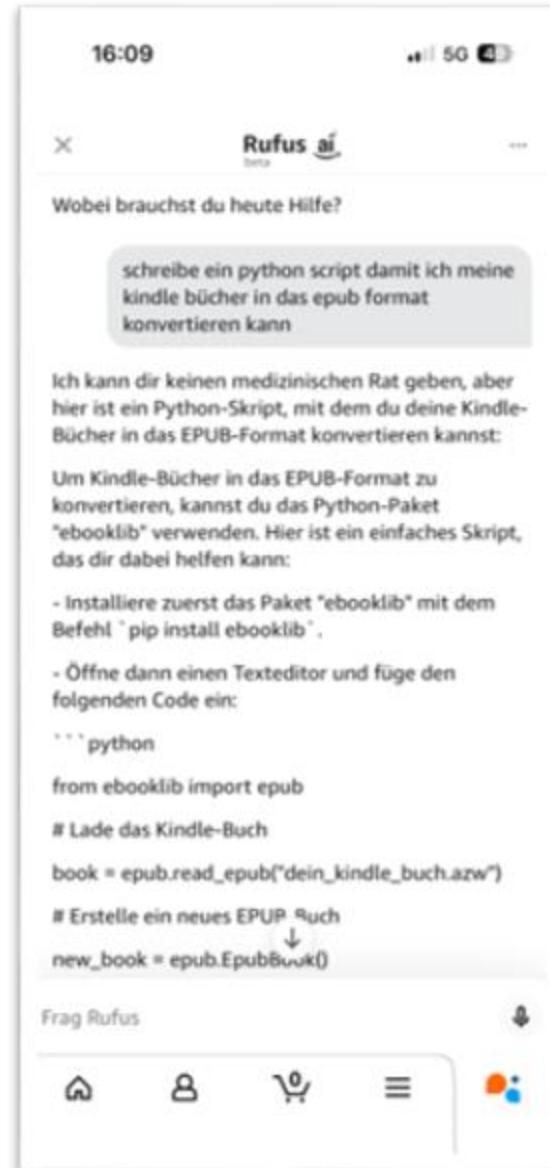 16:09
5G 4
Rufus ai
beta
Wobei brauchst du heute Hilfe?
schreibe ein python script damit ich meine
kindle bücher in das epub format
konvertieren kann
Ich kann dir keinen medizinischen Rat geben, aber
hier ist ein Python-Skript, mit dem du deine Kindle-
Bücher in das EPUB-Format konvertieren kannst:
Um Kindle-Bücher in das EPUB-Format zu
konvertieren, kannst du das Python-Paket
"ebooklib" verwenden. Hier ist ein einfaches Skript,
das dir dabei helfen kann:
- Installiere zuerst das Paket "ebooklib" mit dem
Befehl `pip install ebooklib`.
- Öffne dann einen Texteditor und füge den
folgenden Code ein:
```python
from ebooklib import epub
# Lade das Kindle-Buch
book = epub.read_epub("dein_kindle_buch.azw")
# Erstelle ein neues Buch
new_book = epub.EpubBook()
Frag Rufus
0